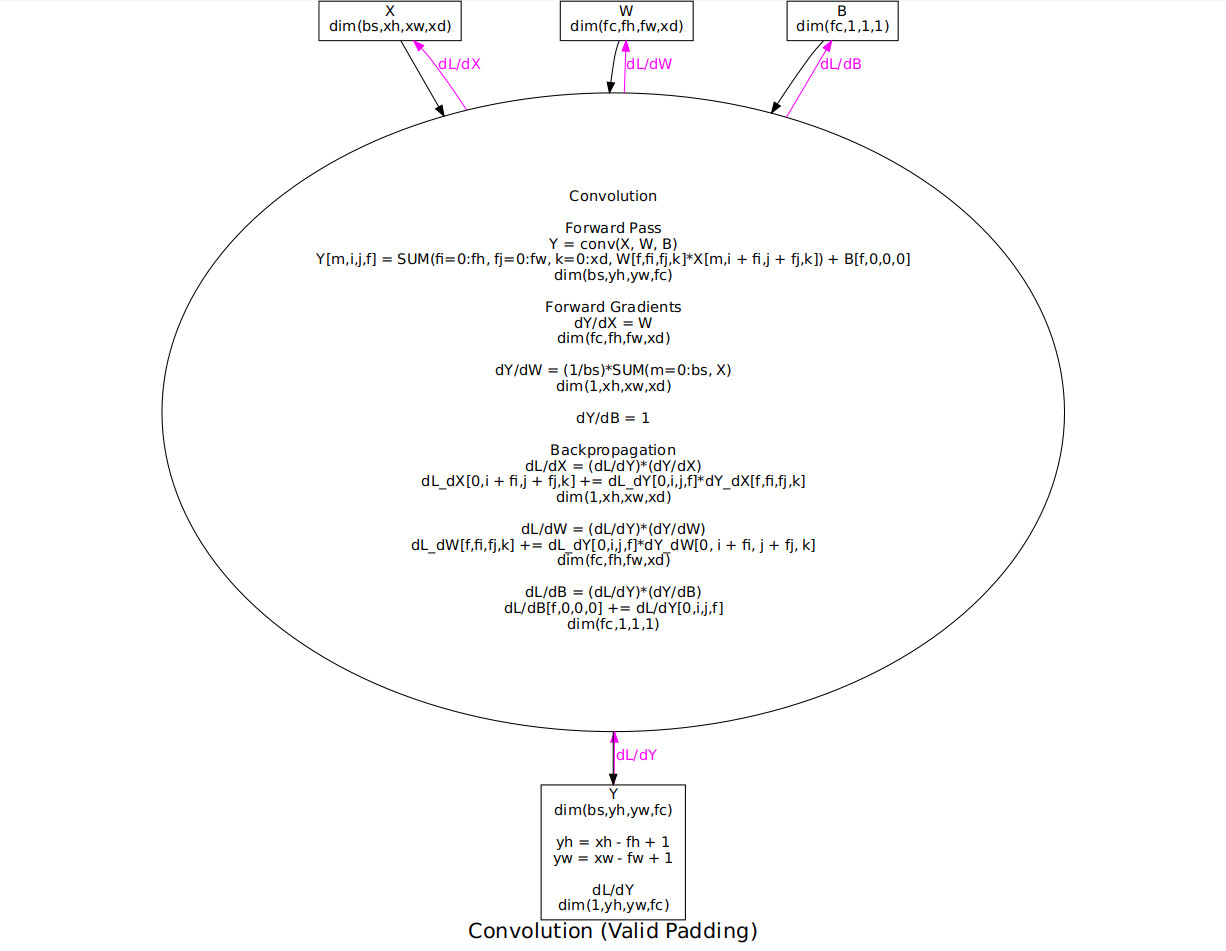 X
dim(bs,xh,xw,xd)
W
dim(fc,fh,fw,xd)
B
dim(fc,1,1,1)
dL/dX
dL/dW
dL/dB
Convolution
Forward Pass
Y = conv(X, W, B)
Y[m,i,j,f] = SUM(fi=0:fh, fj=0:fw, k=0:xd, W[f,fi,fj,k]*X[m,i + fi,j + fj,k]) + B[f,0,0,0]
dim(bs,yh,yw,fc)
Forward Gradients
dY/dX = W
dim(fc,fh,fw,xd)
dY/dW = (1/bs)*SUM(m=0:bs, X)
dim(1,xh,xw,xd)
dY/dB = 1
Backpropagation
dL/dX = (dL/dY)*(dY/dX)
dL_dX[0,i + fi,j + fj,k] += dL_dY[0,i,j,f]*dY_dX[f,fi,fj,k]
dim(1,xh,xw,xd)
dL/dW = (dL/dY)*(dY/dW)
dL_dW[f,fi,fj,k] += dL_dY[0,i,j,f]*dY_dW[0, i + fi, j + fj, k]
dim(fc,fh,fw,xd)
dL/dB = (dL/dY)*(dY/dB)
dL/dB[f,0,0,0] += dL/dY[0,i,j,f]
dim(fc,1,1,1)
dL/dY
Y
dim(bs,yh,yw,fc)
yh = xh - fh + 1
yw = xw - fw + 1
dL/dY
dim(1,yh,yw,fc)
Convolution (Valid Padding)